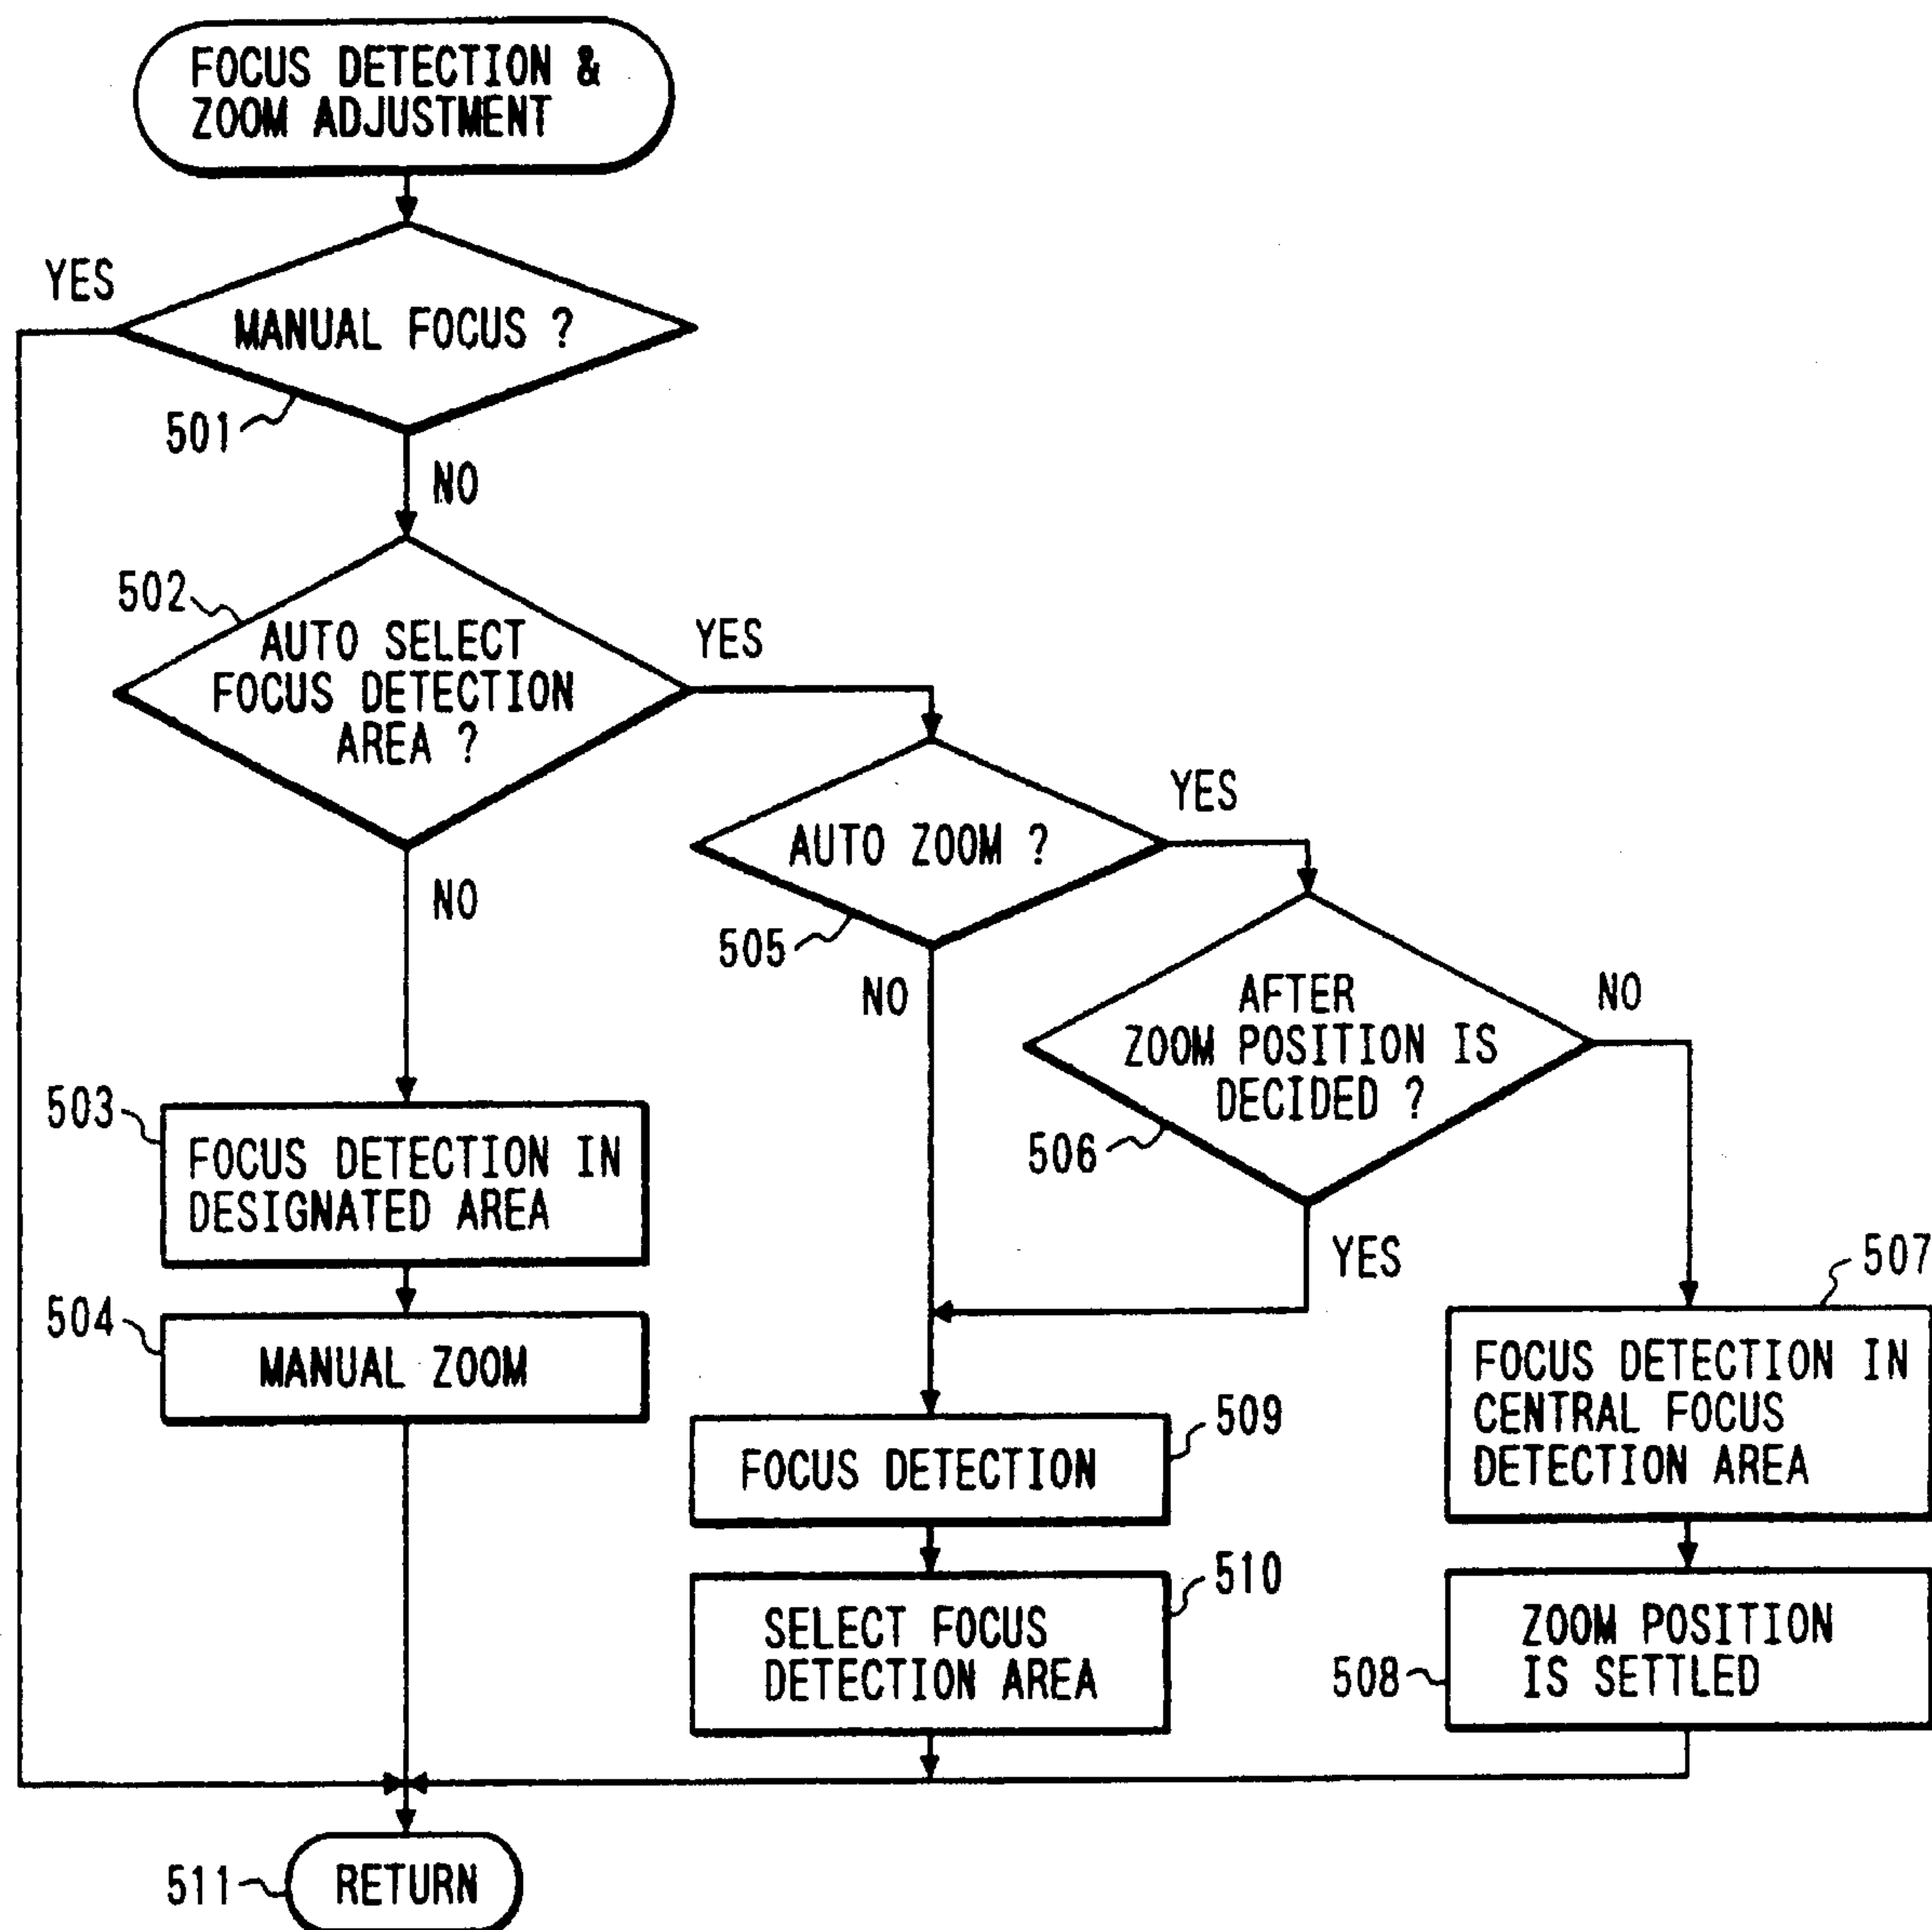 FOCUS DETECTION &
ZOOM ADJUSTMENT
YES
MANUAL FOCUS ?
501
NO
502
AUTO SELECT
FOCUS DETECTION
AREA ?
YES
NO
AUTO ZOOM ?
YES
505
NO
AFTER
ZOOM POSITION IS
DECIDED ?
NO
506
YES
503
FOCUS DETECTION IN
DESIGNATED AREA
504
MANUAL ZOOM
507
FOCUS DETECTION IN
CENTRAL FOCUS
DETECTION AREA
509
FOCUS DETECTION
510
SELECT FOCUS
DETECTION AREA
508
ZOOM POSITION
IS SETTLED
511
RETURN